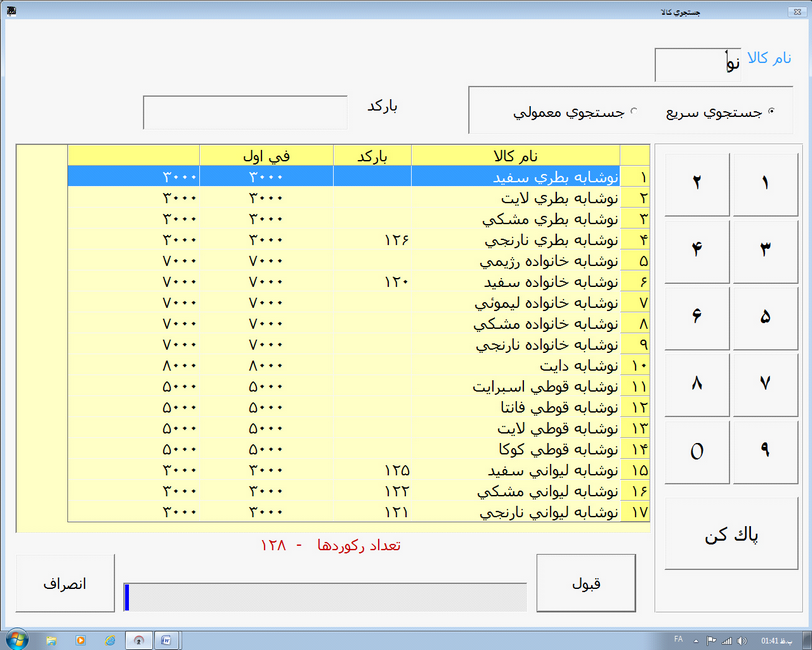 جستجوي كالا
نام كالا
نو
جستجوي سريع
جستجوي معمولي
باركد
نام كالا باركد في اول
۱ نوشابه بطري سفيد ۳۰۰۰ ۳۰۰۰
۲ نوشابه بطري لايت ۳۰۰۰ ۳۰۰۰
۳ نوشابه بطري مشكي ۳۰۰۰ ۳۰۰۰
۴ نوشابه بطري نارنجي ۱۲۶ ۳۰۰۰ ۳۰۰۰
۵ نوشابه خانواده رژيمي ۷۰۰۰ ۷۰۰۰
۶ نوشابه خانواده سفيد ۱۲۰ ۷۰۰۰ ۷۰۰۰
۷ نوشابه خانواده ليموئي ۷۰۰۰ ۷۰۰۰
۸ نوشابه خانواده مشكي ۷۰۰۰ ۷۰۰۰
۹ نوشابه خانواده نارنجي ۷۰۰۰ ۷۰۰۰
۱۰ نوشابه دايت ۸۰۰۰ ۸۰۰۰
۱۱ نوشابه قوطي اسبرايت ۵۰۰۰ ۵۰۰۰
۱۲ نوشابه قوطي فانتا ۵۰۰۰ ۵۰۰۰
۱۳ نوشابه قوطي لايت ۵۰۰۰ ۵۰۰۰
۱۴ نوشابه قوطي كوكا ۵۰۰۰ ۵۰۰۰
۱۵ نوشابه ليواني سفيد ۱۲۵ ۳۰۰۰ ۳۰۰۰
۱۶ نوشابه ليواني مشكي ۱۲۲ ۳۰۰۰ ۳۰۰۰
۱۷ نوشابه ليواني نارنجي ۱۲۱ ۳۰۰۰ ۳۰۰۰
۱ ۲
۳ ۴
۵ ۶
۷ ۸
۹ 0
پاك كن
تعداد ركوردها - ۱۲۸
قبول
انصراف
FA
01:41 ب.ظ